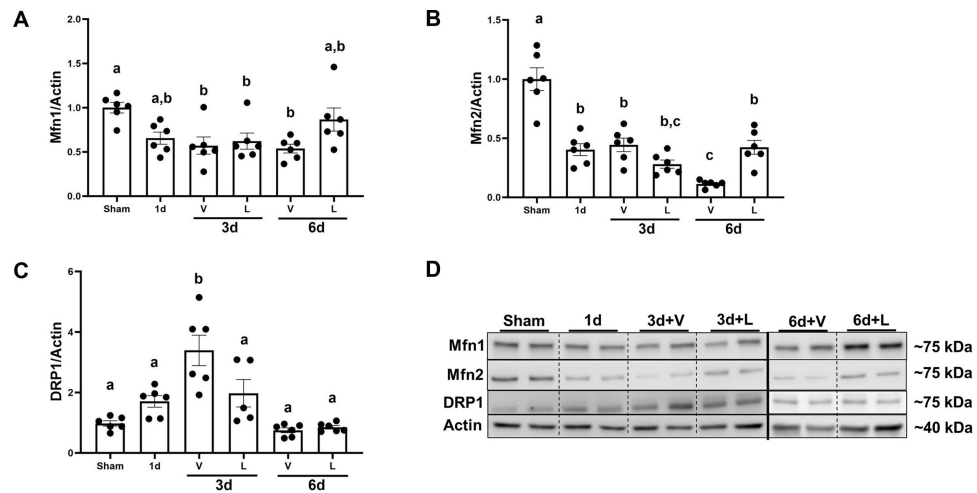 A
Mfn1/Actin
2.0
1.5
1.0
0.5
0.0
a
a,b
b
b
b
a,b
Sham
1d
V
L
V
L
3d
6d
B
Mfn2/Actin
1.5
1.0
0.5
0.0
a
b
b
b,c
c
b
Sham
1d
V
L
V
L
3d
6d
C
DRP1/Actin
6
4
2
0
a
a
b
a
a
a
Sham
1d
V
L
V
L
3d
6d
D
Sham 1d 3d+V 3d+L 6d+V 6d+L
Mfn1 ~75 kDa
Mfn2 ~75 kDa
DRP1 ~75 kDa
Actin ~40 kDa